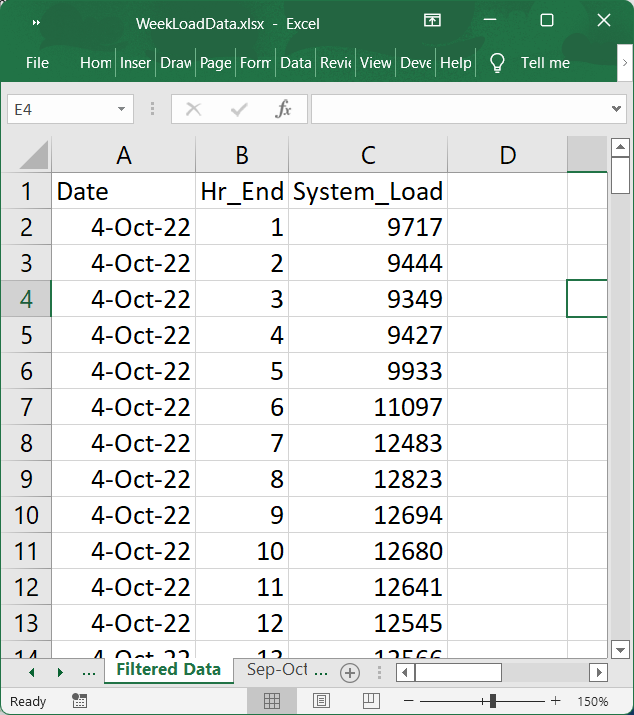 WeekLoadData.xlsx - Excel
File Hom Inser Draw Page Form Data Revie View Deve Help Tell me
E4 fx
A B C D
1 Date Hr_End System_Load
2 4-Oct-22 1 9717
3 4-Oct-22 2 9444
4 4-Oct-22 3 9349
5 4-Oct-22 4 9427
6 4-Oct-22 5 9933
7 4-Oct-22 6 11097
8 4-Oct-22 7 12483
9 4-Oct-22 8 12823
10 4-Oct-22 9 12694
11 4-Oct-22 10 12680
12 4-Oct-22 11 12641
13 4-Oct-22 12 12545
14 4-Oct-22 13 12566
... Filtered Data Sep-Oct ...
Ready 150%